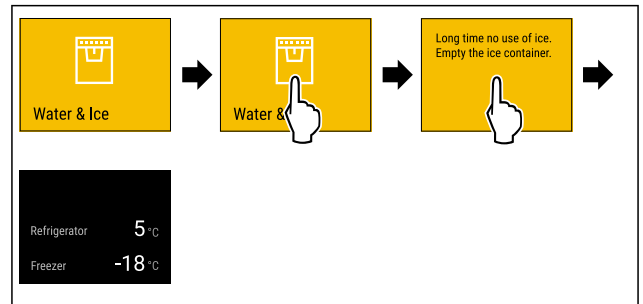 Water & Ice
Water &
Long time no use of ice.
Empty the ice container.
Refrigerator 5 °C
Freezer -18 °C